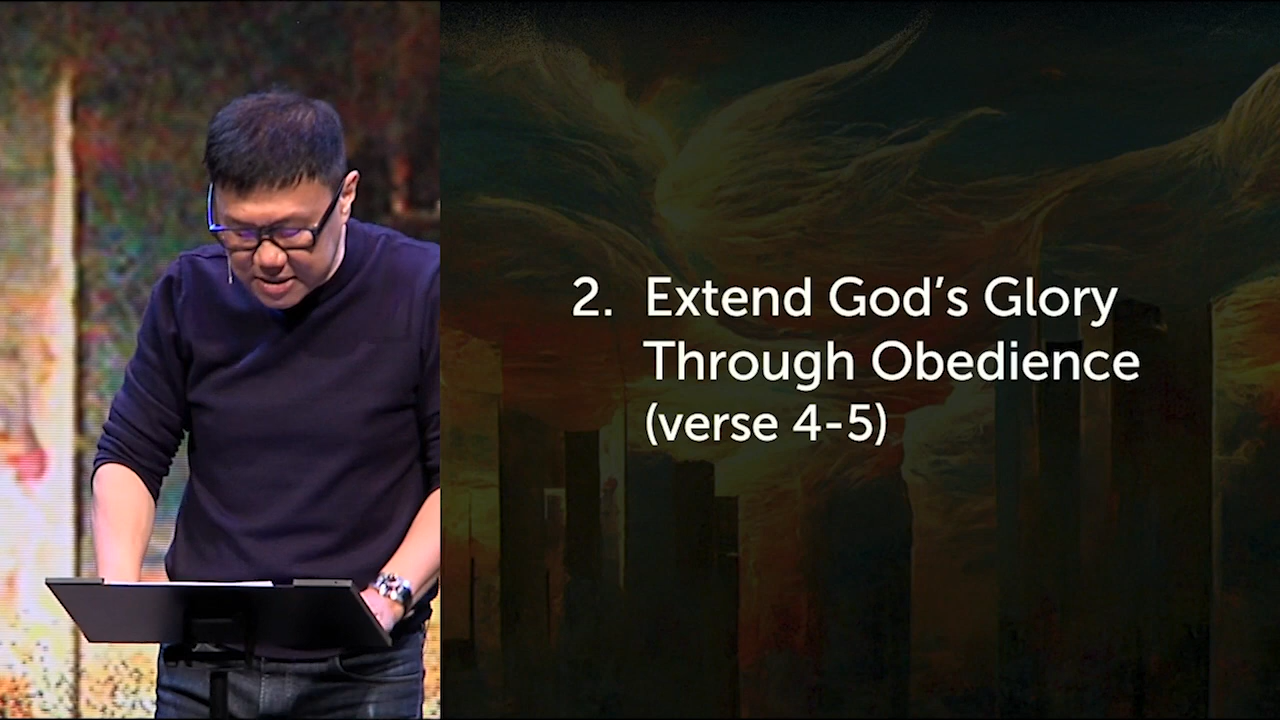 2. Extend God’s Glory
Through Obedience
(verse 4-5)